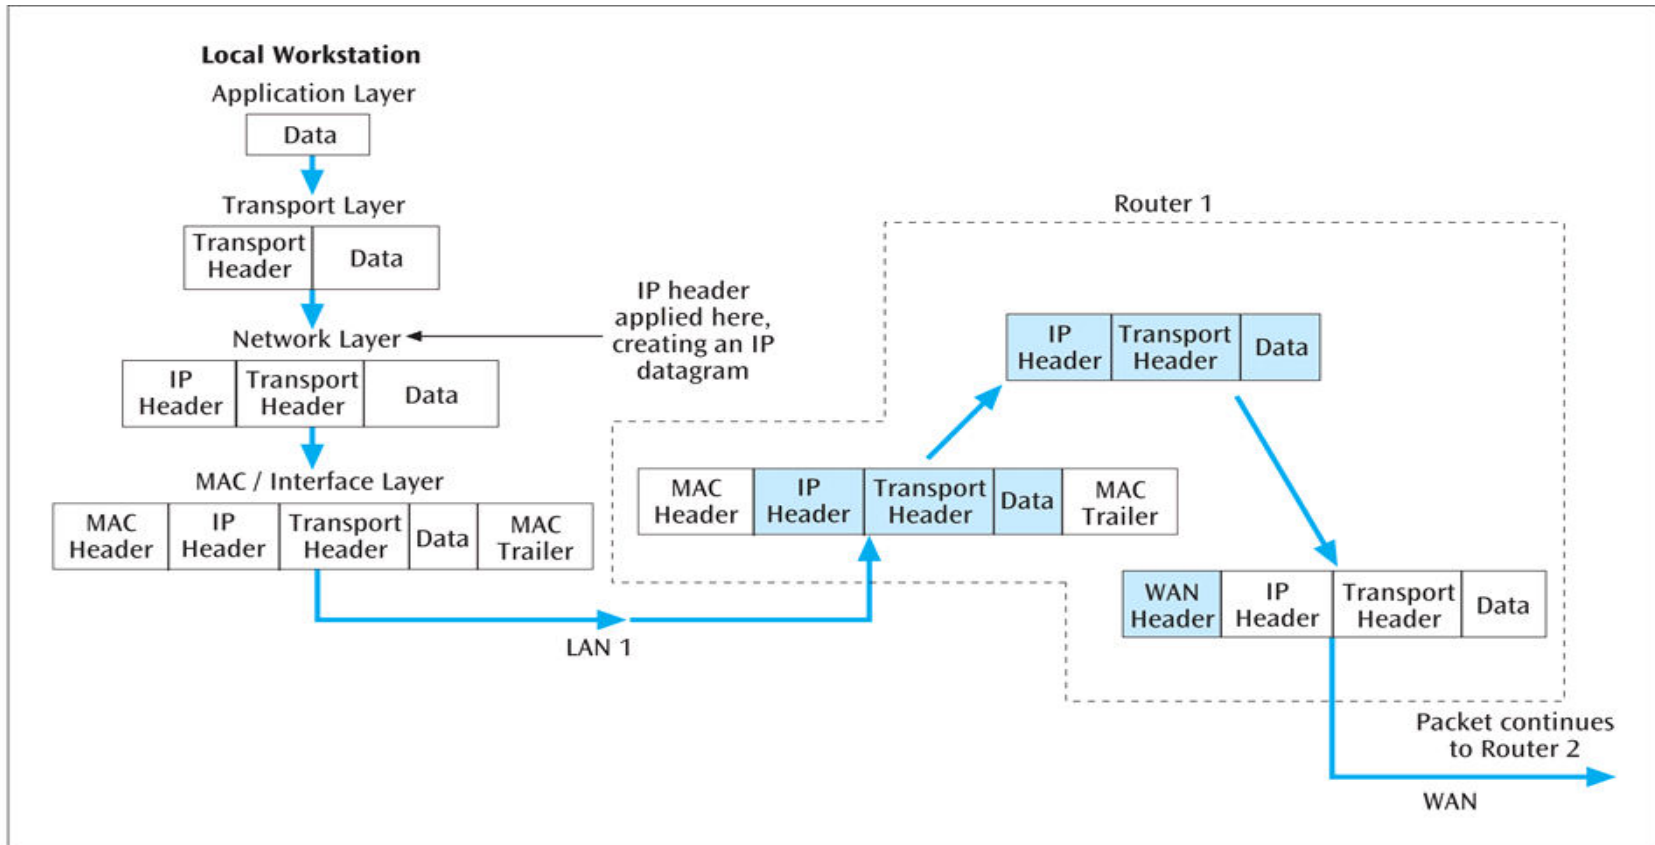 Local Workstation
Application Layer
Data
Transport Layer
Transport
Header
Data
Network Layer
IP header
applied here,
creating an IP
datagram
IP
Header
Transport
Header
Data
MAC / Interface Layer
MAC
Header
IP
Header
Transport
Header
Data
MAC
Trailer
LAN 1
Router 1
MAC
Header
IP
Header
Transport
Header
Data
MAC
Trailer
IP
Header
Transport
Header
Data
WAN
Header
IP
Header
Transport
Header
Data
Packet continues
to Router 2
WAN